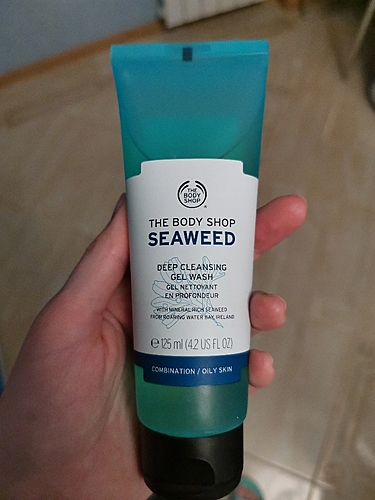 THE
BODY
SHOP
THE BODY SHOP
SEAWEED
DEEP CLEANSING
GEL WASH
GEL NETTOYANT
EN PROFONDEUR
WITH MINERAL RICH SEAWEED
FROM ROARING WATER BAY, IRELAND
℮ 125 ml (4.2 US FL OZ)
COMBINATION / OILY SKIN